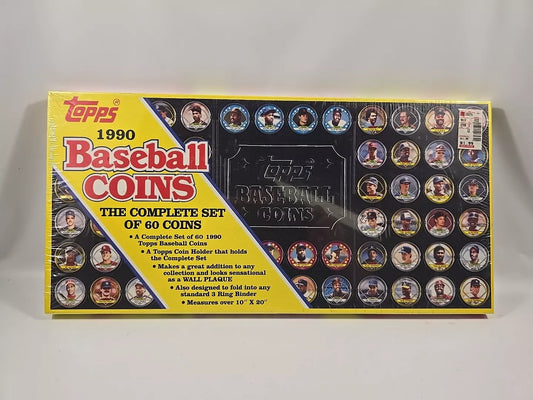 Topps
1990
Baseball
COINS
THE COMPLETE SET
OF 60 COINS
• A Complete Set of 60 1990
Topps Baseball Coins
• A Topps Coin Holder that holds
the Complete Set
• Makes a great addition to any
collection and looks sensational
as a WALL PLAQUE
• Also designed to fold into any
standard 3 Ring Binder
• Measures over 10" X 20"
Topps
BASEBALL
COINS